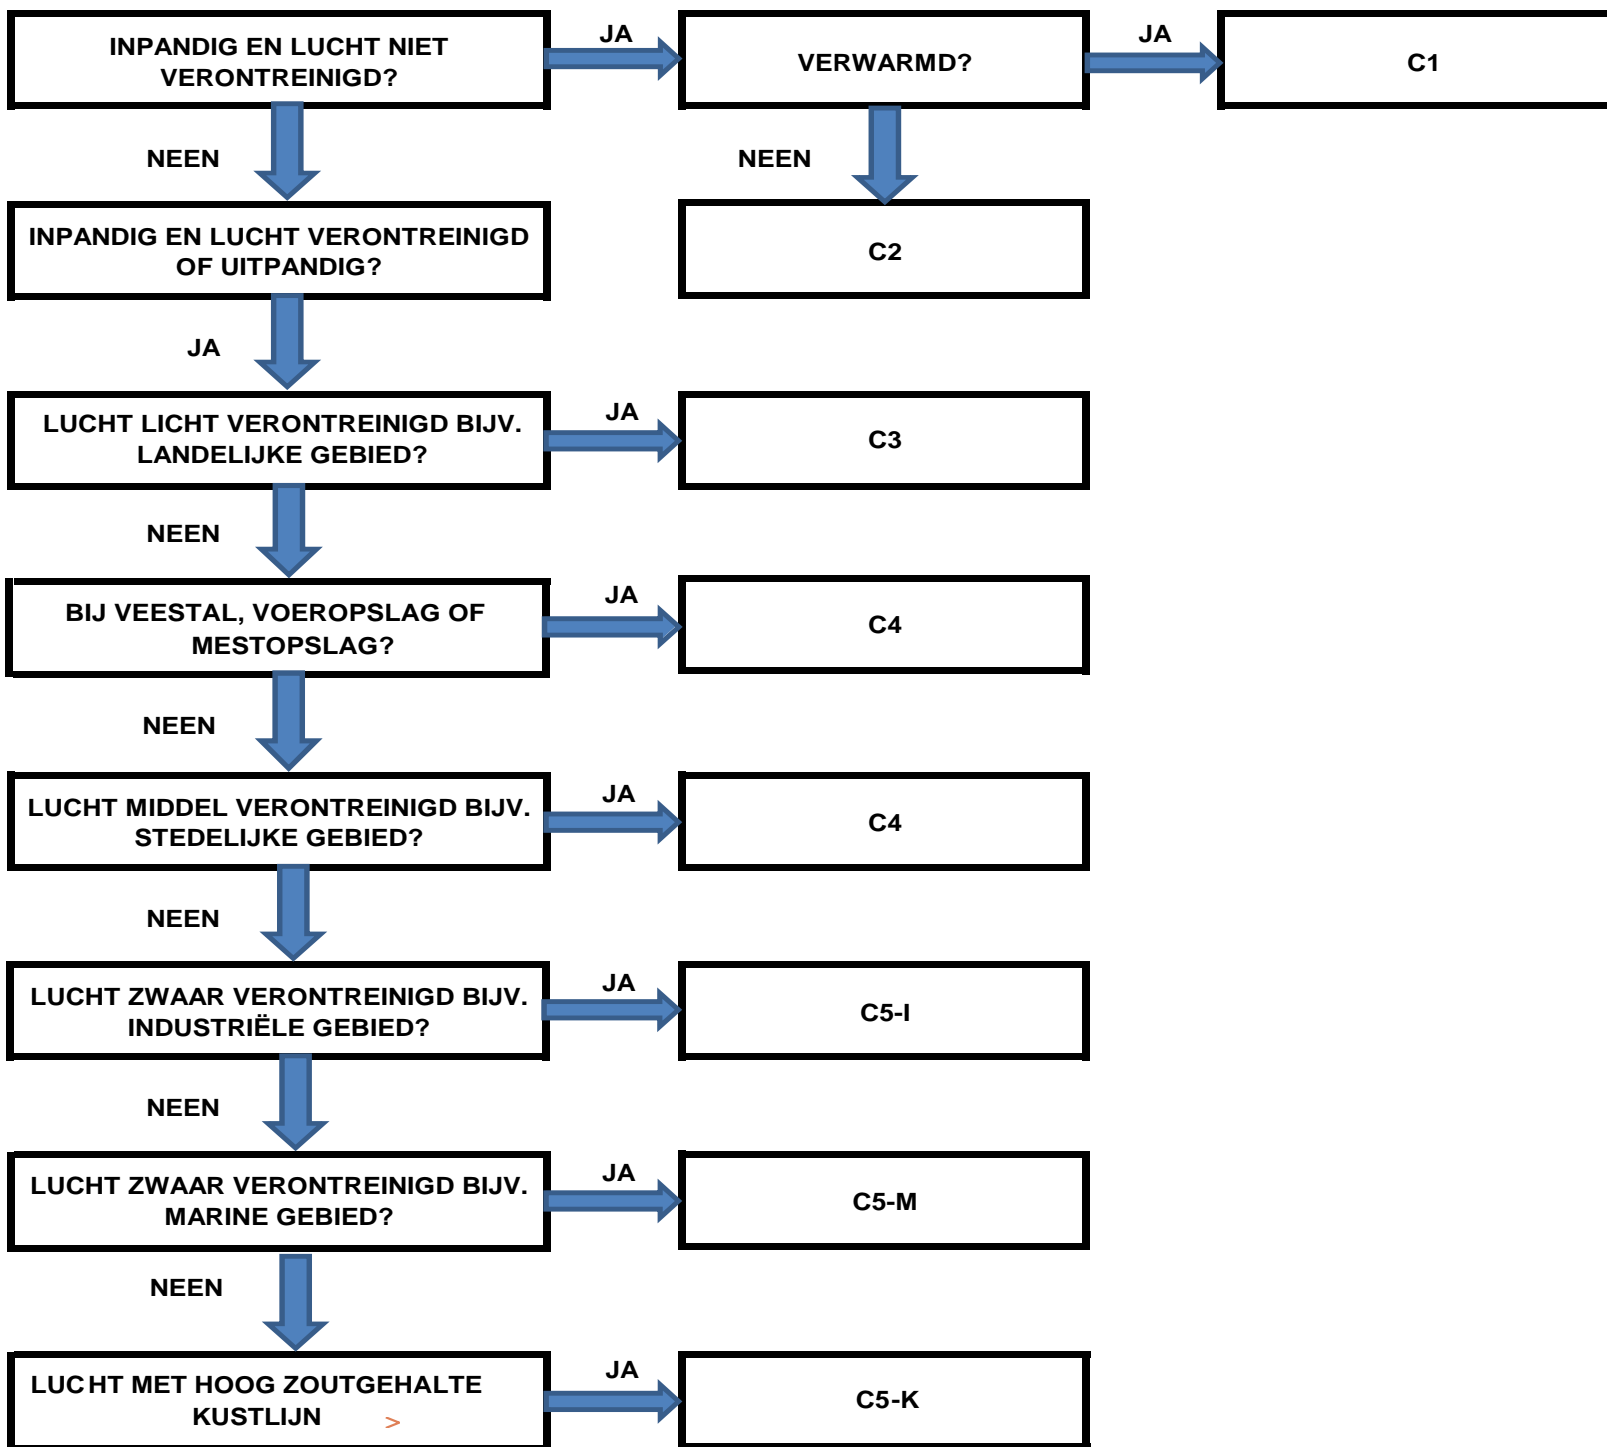 INPANDIG EN LUCHT NIET
VERONTREINIGD?
JA
VERWARMD?
JA
C1
NEEN
NEEN
INPANDIG EN LUCHT VERONTREINIGD
OF UITPANDIG?
C2
JA
LUCHT LICHT VERONTREINIGD BIJV.
LANDELIJKE GEBIED?
JA
C3
NEEN
BIJ VEESTAL, VOEROPSLAG OF
MESTOPSLAG?
JA
C4
NEEN
LUCHT MIDDEL VERONTREINIGD BIJV.
STEDELIJKE GEBIED?
JA
C4
NEEN
LUCHT ZWAAR VERONTREINIGD BIJV.
INDUSTRIËLE GEBIED?
JA
C5-I
NEEN
LUCHT ZWAAR VERONTREINIGD BIJV.
MARINE GEBIED?
JA
C5-M
NEEN
LUCHT MET HOOG ZOUTGEHALTE
KUSTLIJN >
JA
C5-K